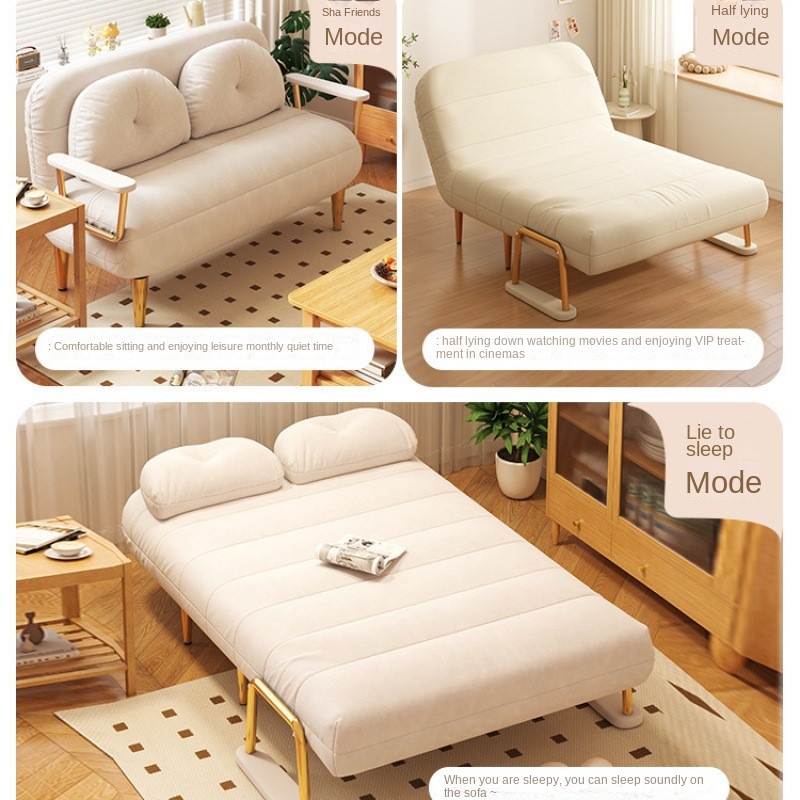 Sha Friends
Mode
Half lying
Mode
: Comfortable sitting and enjoying leisure monthly quiet time
: half lying down watching movies and enjoying VIP treat-
ment in cinemas
Lie to
sleep
Mode
When you are sleepy, you can sleep soundly on
the sofa ~